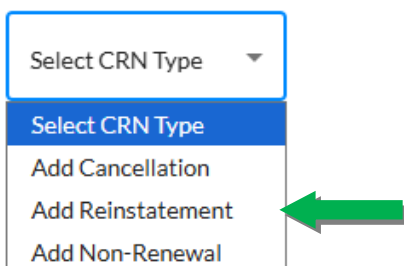 Select CRN Type
Select CRN Type
Add Cancellation
Add Reinstatement
Add Non-Renewal